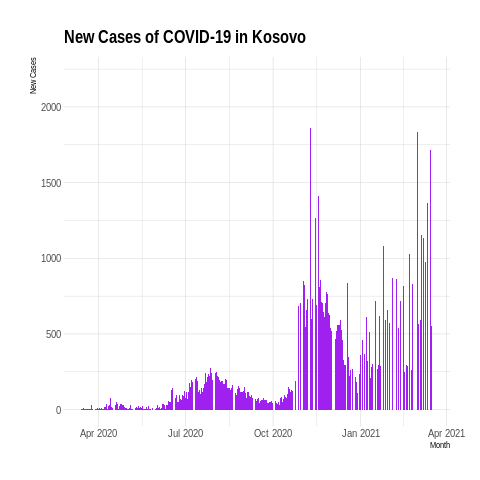 New Cases of COVID-19 in Kosovo
New Cases
2000
1500
1000
500
0
Apr 2020
Jul 2020
Oct 2020
Jan 2021
Apr 2021
Month